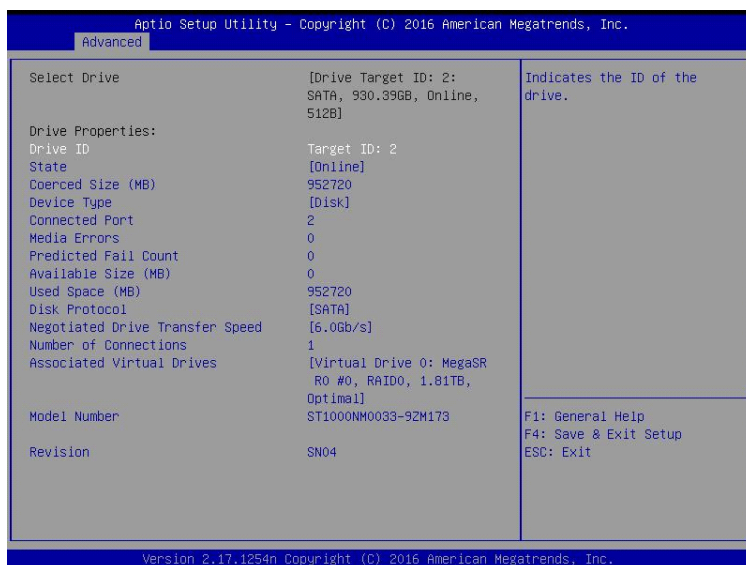 Aptio Setup Utility – Copyright (C) 2016 American Megatrends, Inc.
Advanced
Select Drive [Drive Target ID: 2: Indicates the ID of the
SATA, 930.39GB, Online, drive.
512B]
Drive Properties:
Drive ID Target ID: 2
State [Online]
Coerced Size (MB) 952720
Device Type [Disk]
Connected Port 2
Media Errors 0
Predicted Fail Count 0
Available Size (MB) 0
Used Space (MB) 952720
Disk Protocol [SATA]
Negotiated Drive Transfer Speed [6.0Gb/s]
Number of Connections 1
Associated Virtual Drives [Virtual Drive 0: MegaSR
R0 #0, RAID0, 1.81TB,
Optimal]
Model Number ST1000NM0033-9ZM173 F1: General Help
F4: Save & Exit Setup
Revision SN04 ESC: Exit
Version 2.17.1254n Copyright (C) 2016 American Megatrends, Inc.